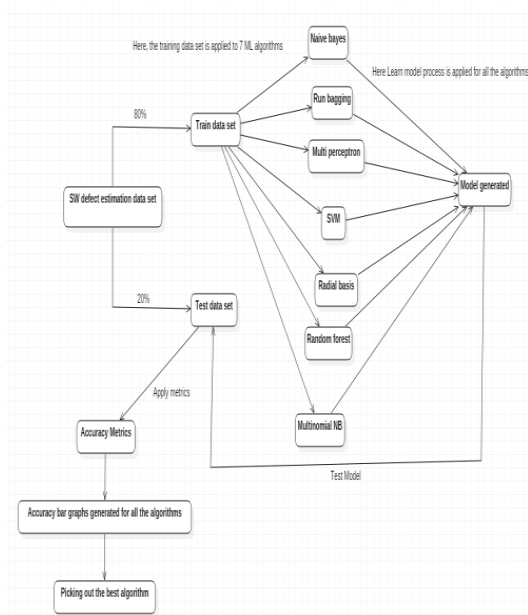 Naive bayes
Here, the training data set is applied to 7 ML algorithms
Here Learn model process is applied for all the algorithms
Run bagging
80%
Train data set
Multi perceptron
Model generated
SW defect estimation data set
SVM
Radial basis
20%
Test data set
Random forest
Apply metrics
Multinomial NB
Accuracy Metrics
Test Model
Accuracy bar graphs generated for all the algorithms
Picking out the best algorithm